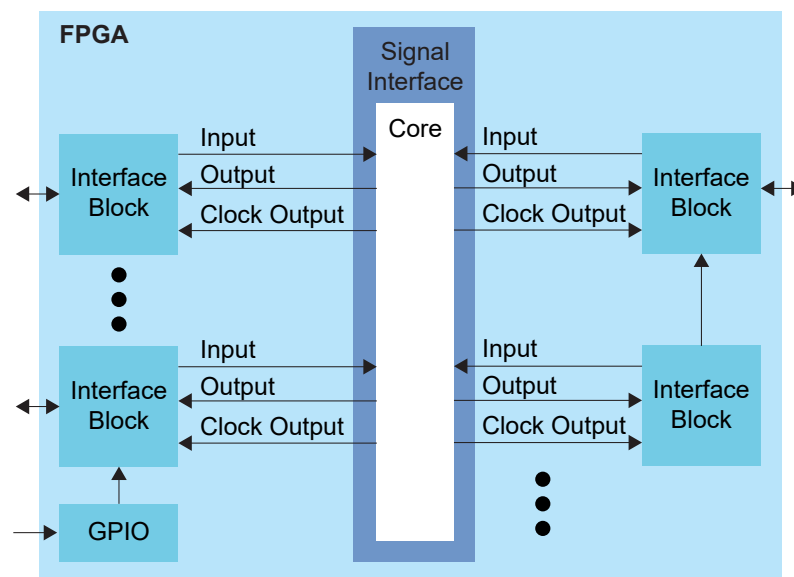 FPGA
Signal
Interface
Core
Input
Output
Clock Output
Interface
Block
Input
Output
Clock Output
Interface
Block
Input
Output
Clock Output
Interface
Block
Input
Output
Clock Output
Interface
Block
GPIO